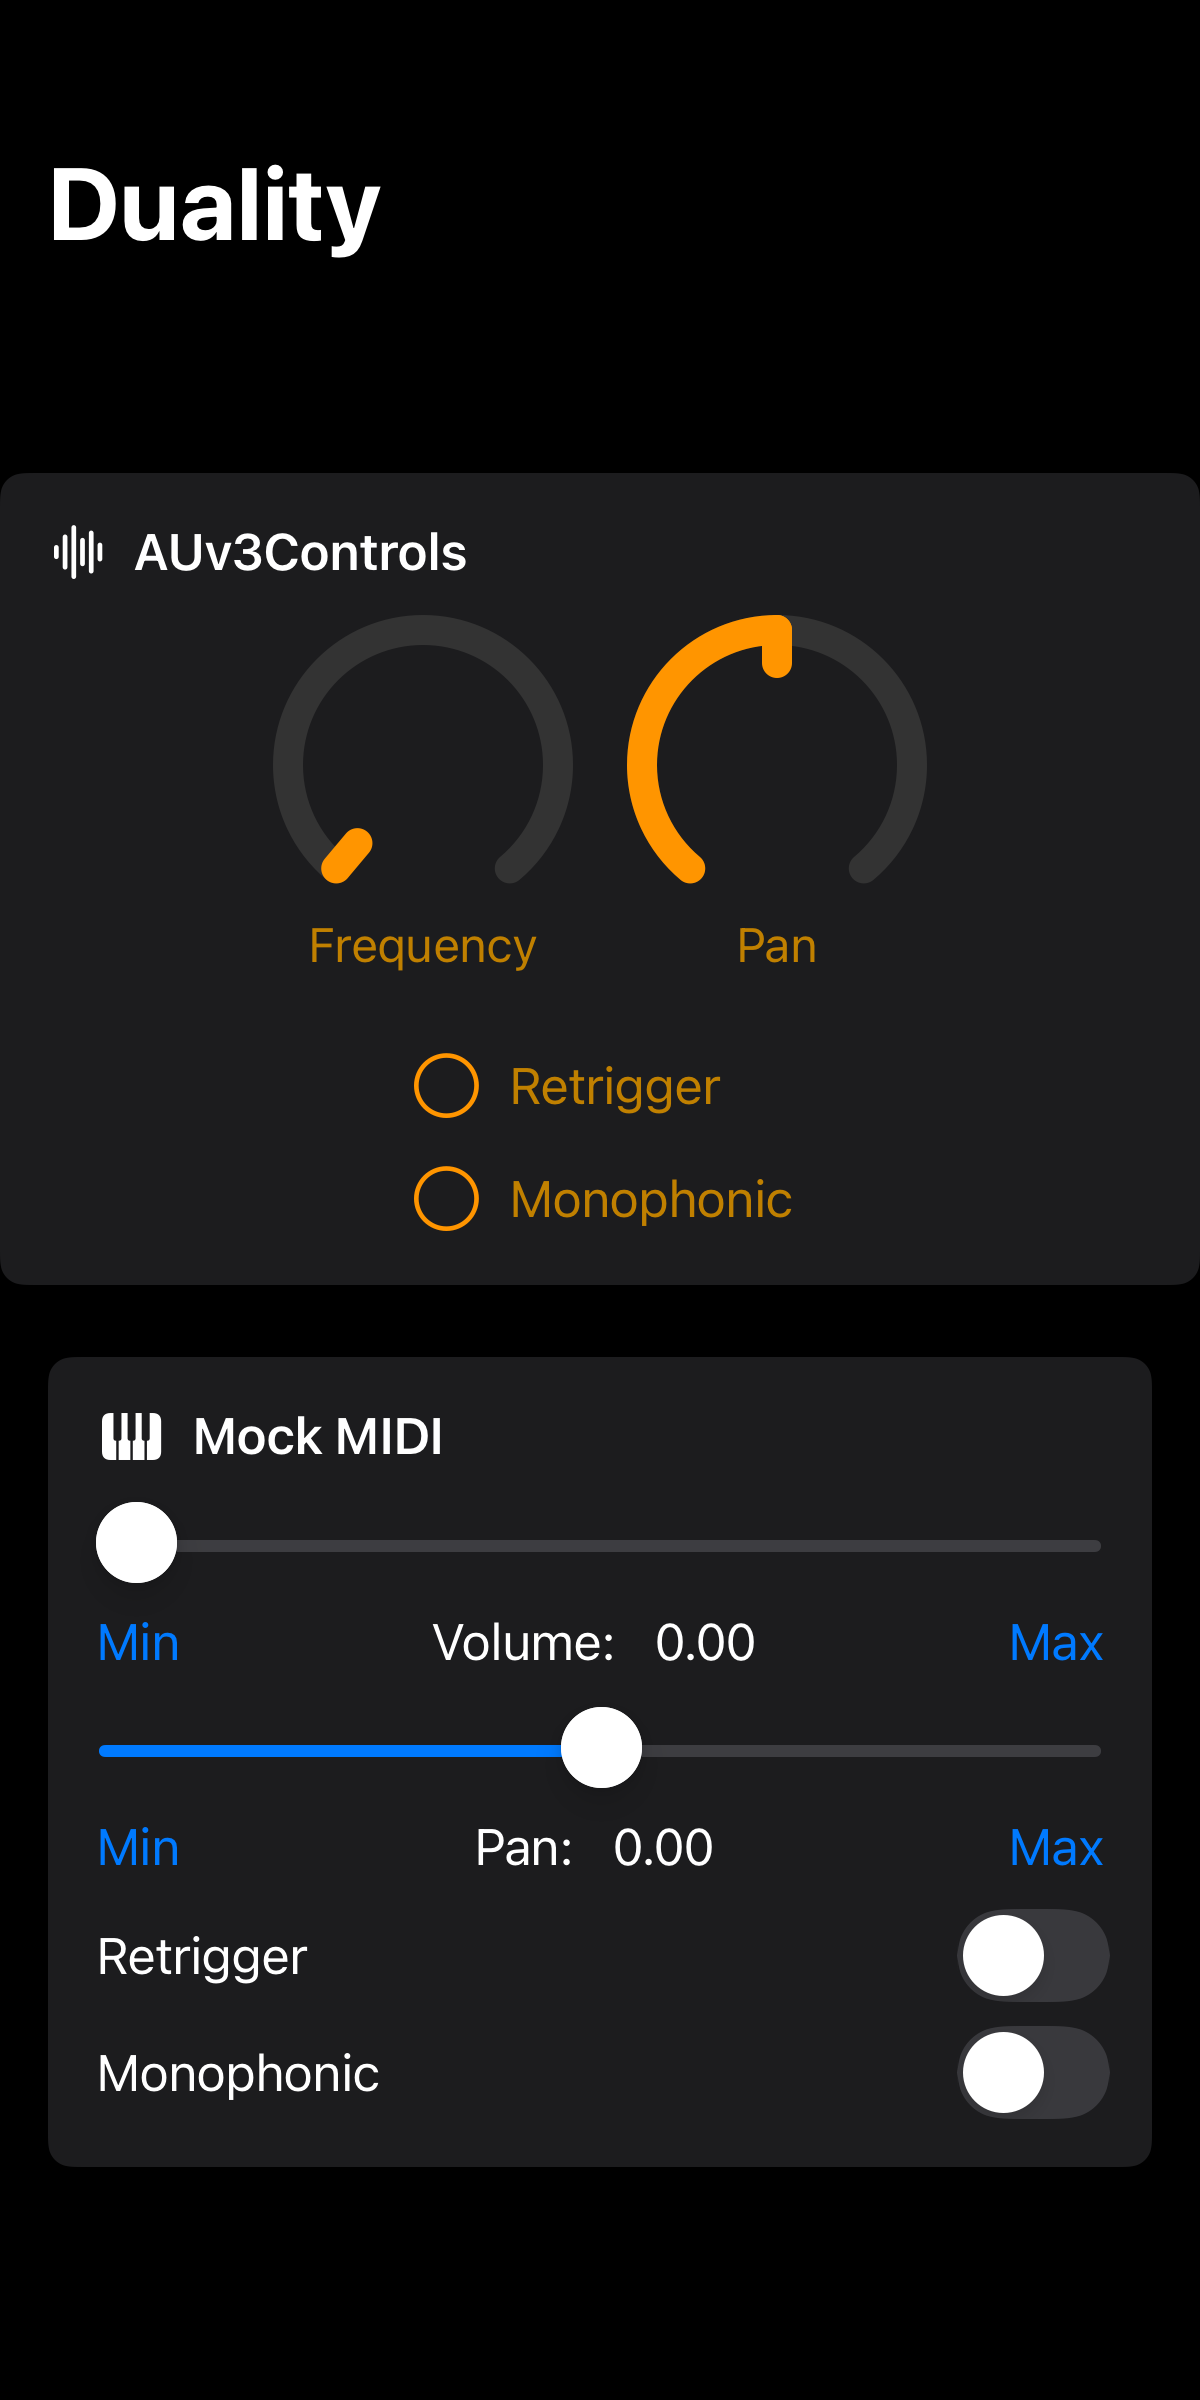 Duality
AUv3Controls
Frequency
Pan
Retrigger
Monophonic
Mock MIDI
Min Volume: 0.00 Max
Min Pan: 0.00 Max
Retrigger
Monophonic